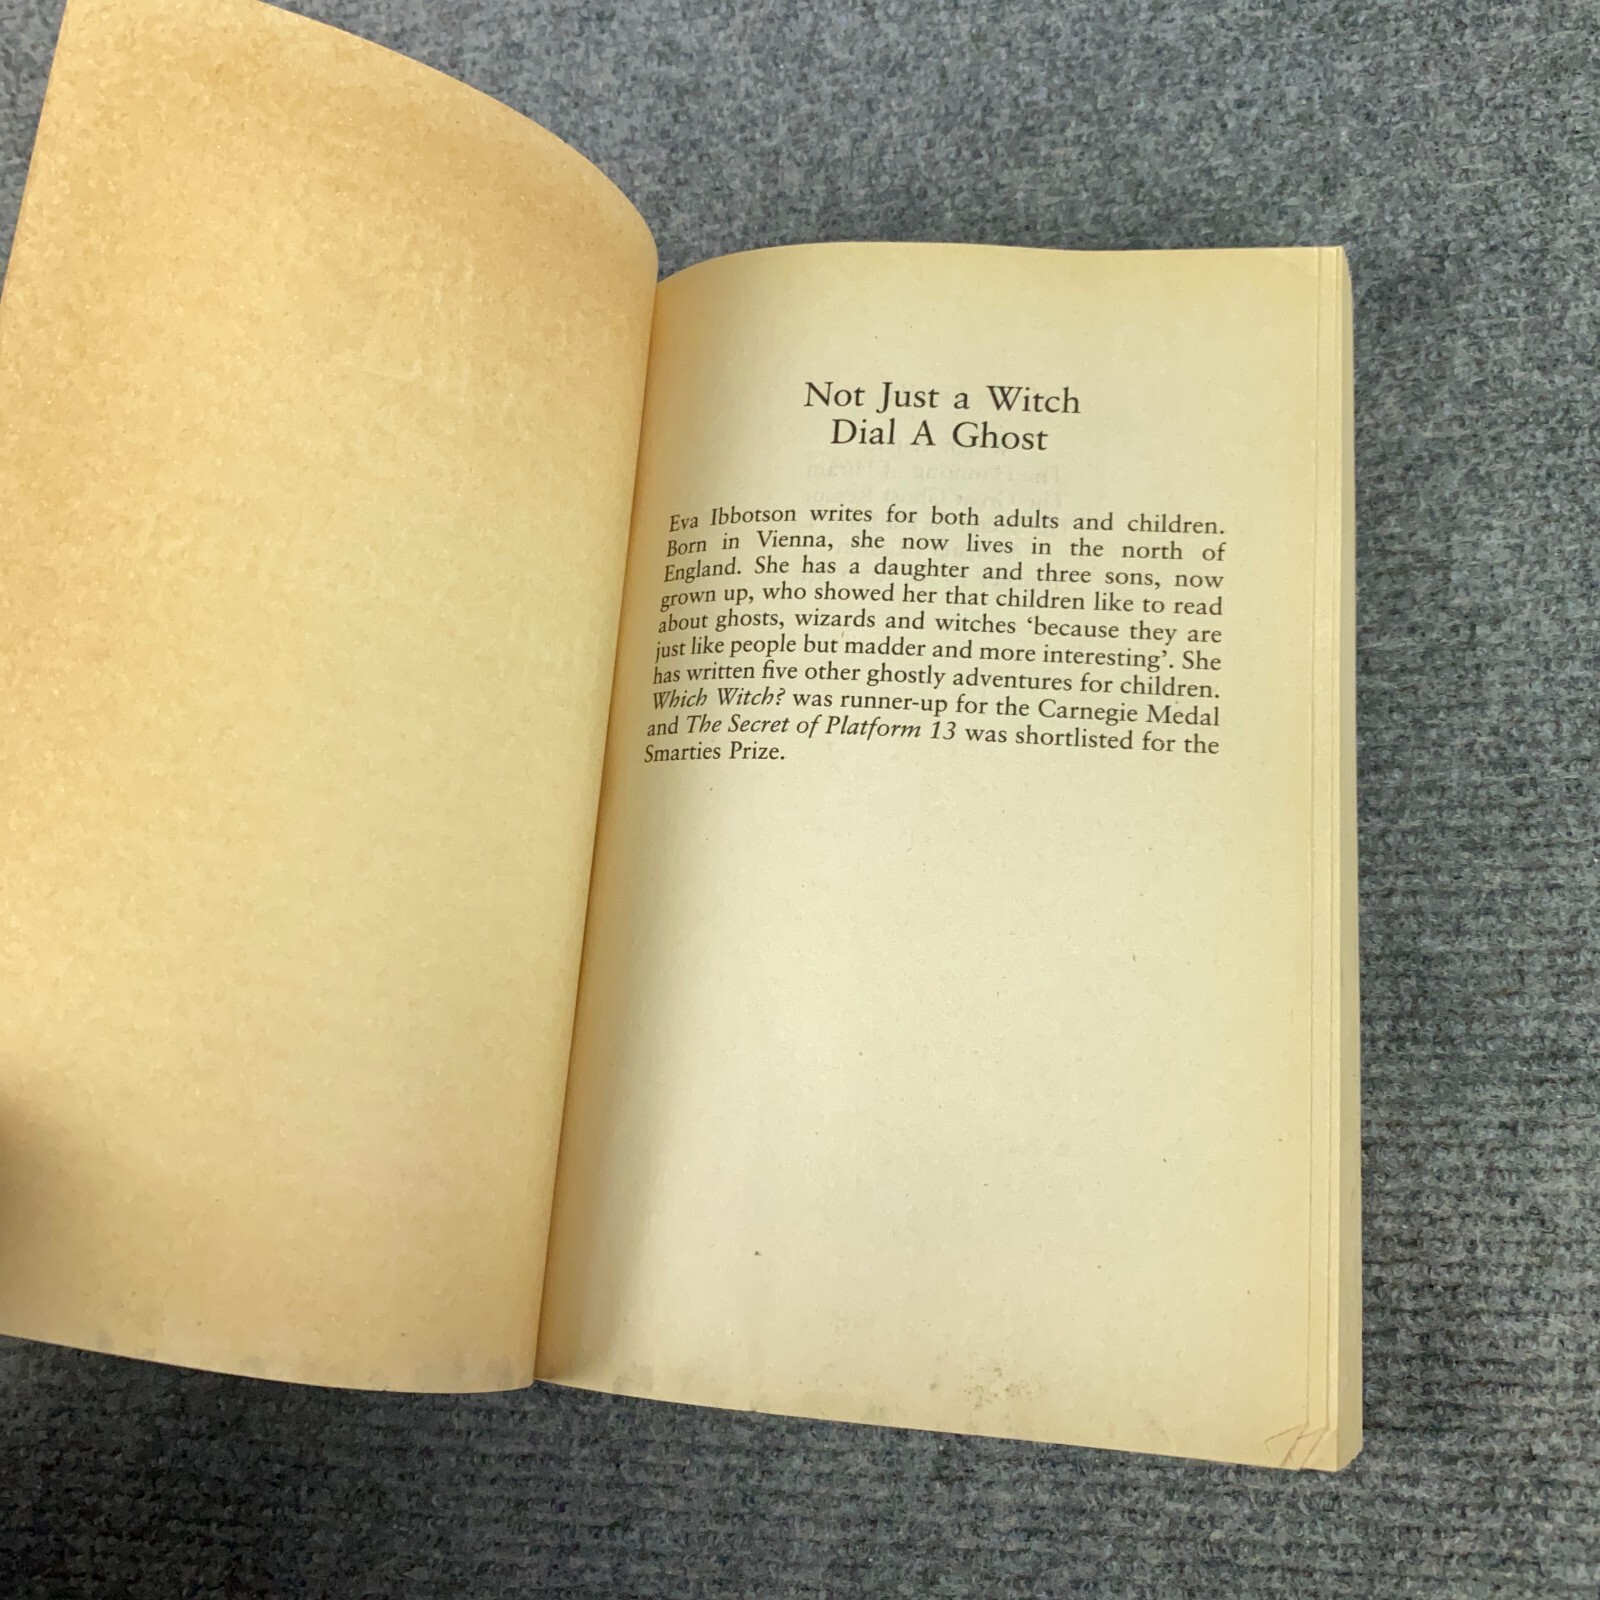 Not Just a Witch
Dial A Ghost
Eva Ibbotson writes for both adults and children.
Born in Vienna, she now lives in the north of
England. She has a daughter and three sons, now
grown up, who showed her that children like to read
about ghosts, wizards and witches ‘because they are
just like people but madder and more interesting’. She
has written five other ghostly adventures for children.
Which Witch? was runner-up for the Carnegie Medal
and The Secret of Platform 13 was shortlisted for the
Smarties Prize.